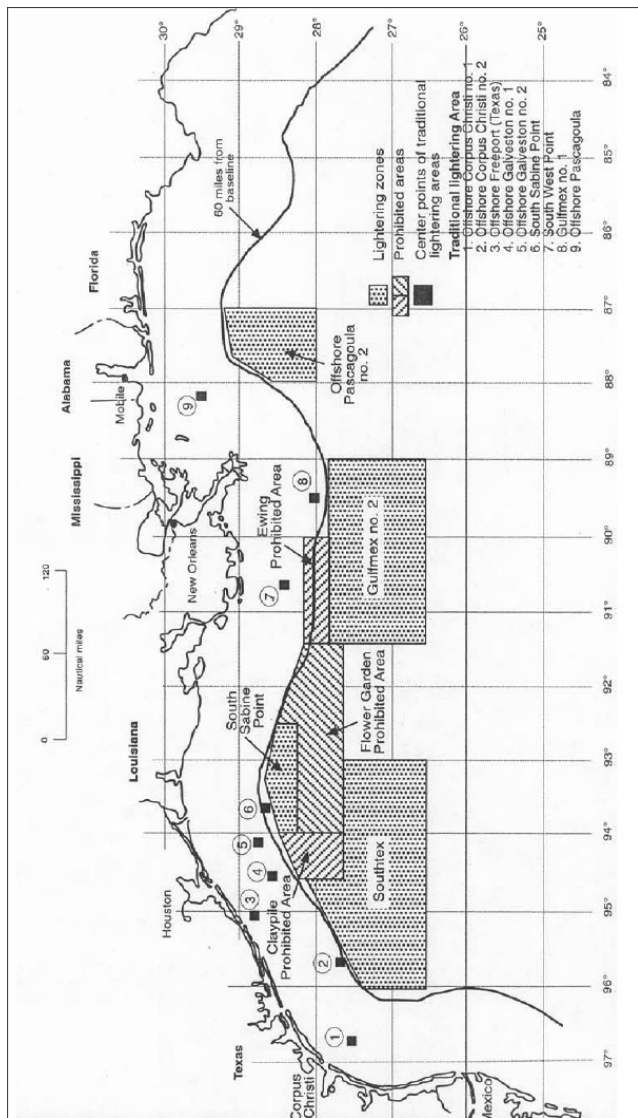 Texas
Louisiana
Mississippi
Alabama
Florida
Houston
New Orleans
Mobile
Corpus
Christi
Mexico
0 60 120
Nautical miles
60 miles from
baseline
30°
29°
28°
27°
26°
25°
97°
96°
95°
94°
93°
92°
91°
90°
89°
88°
87°
86°
85°
84°
1
2
3
4
5
6
7
8
9
Claypile
Prohibited Area
South
Sabine
Point
Ewing
Prohibited Area
Flower Garden
Prohibited Area
Southtex
Gulfmex no. 2
Offshore
Pascagoula
no. 2
Lightering zones
Prohibited areas
Center points of traditional
lightering areas
Traditional lightering Area
1. Offshore Corpus Christi no. 1
2. Offshore Corpus Christi no. 2
3. Offshore Freeport (Texas)
4. Offshore Galveston no. 1
5. Offshore Galveston no. 2
6. South Sabine Point
7. South West Point
8. Gulfmex no. 1
9. Offshore Pascagoula